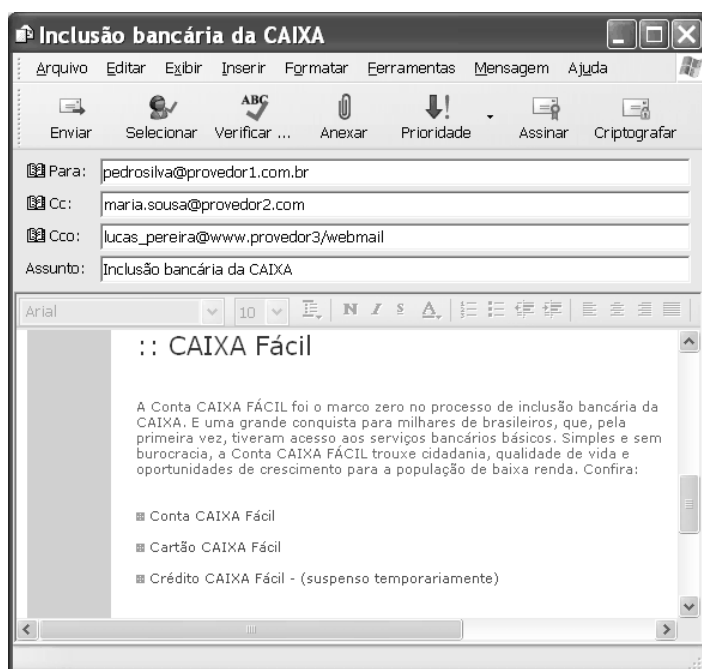 Inclusão bancária da CAIXA
Arquivo Editar Exibir Inserir Formatar Ferramentas Mensagem Ajuda
ABC
Enviar Selecionar Verificar ... Anexar Prioridade Assinar Criptografar
Para: pedrosilva@provedor1.com.br
Cc: maria.sousa@provedor2.com
Cco: lucas_pereira@www.provedor3/webmail
Assunto: Inclusão bancária da CAIXA
Arial 10 N I S A
:: CAIXA Fácil
A Conta CAIXA FÁCIL foi o marco zero no processo de inclusão bancária da
CAIXA. E uma grande conquista para milhares de brasileiros, que, pela
primeira vez, tiveram acesso aos serviços bancários básicos. Simples e sem
burocracia, a Conta CAIXA FÁCIL trouxe cidadania, qualidade de vida e
oportunidades de crescimento para a população de baixa renda. Confira:
Conta CAIXA Fácil
Cartão CAIXA Fácil
Crédito CAIXA Fácil - (suspenso temporariamente)